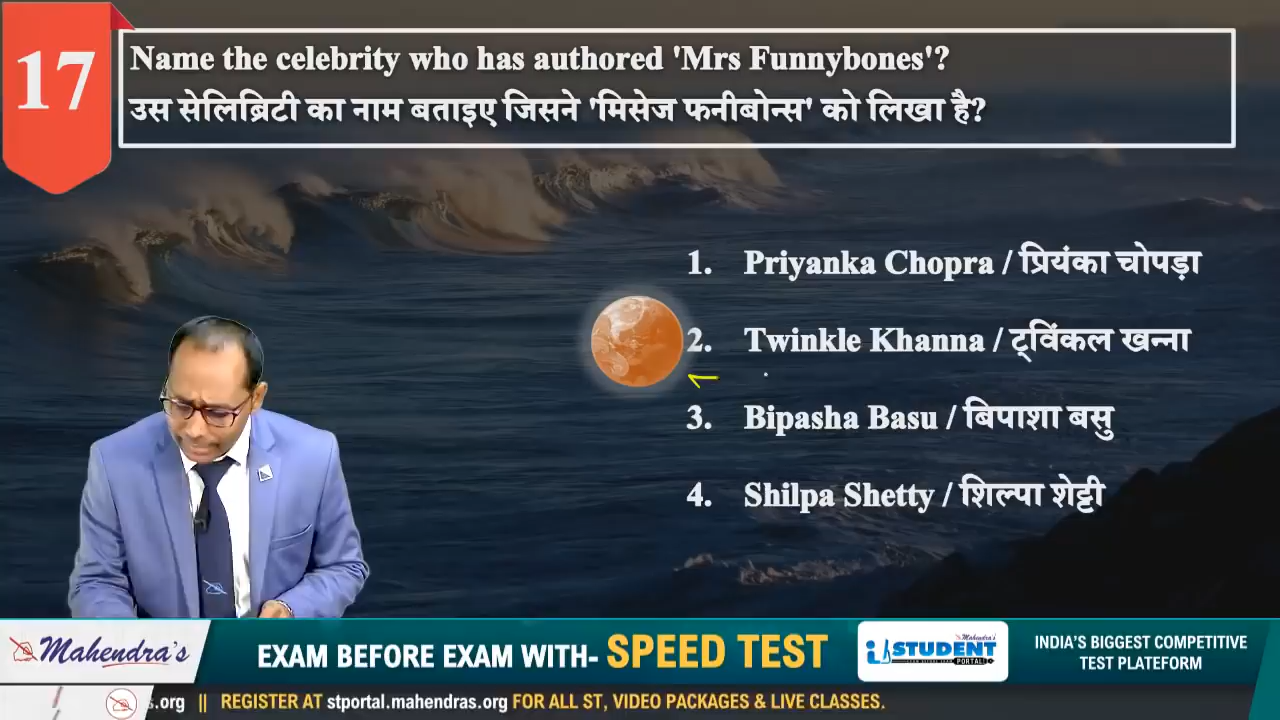 17
Name the celebrity who has authored 'Mrs Funnybones'?
उस सेलिब्रिटी का नाम बताइए जिसने 'मिसेज फनीबोन्स' को लिखा है?
1. Priyanka Chopra / प्रियंका चोपड़ा
2. Twinkle Khanna / ट्विंकल खन्ना
3. Bipasha Basu / बिपाशा बसु
4. Shilpa Shetty / शिल्पा शेट्टी
Mahendra's
EXAM BEFORE EXAM WITH- SPEED TEST
Mahendra's
STUDENT
PORTAL
INDIA'S BIGGEST COMPETITIVE
TEST PLATEFORM
s.org || REGISTER AT stportal.mahendras.org FOR ALL ST, VIDEO PACKAGES & LIVE CLASSES.